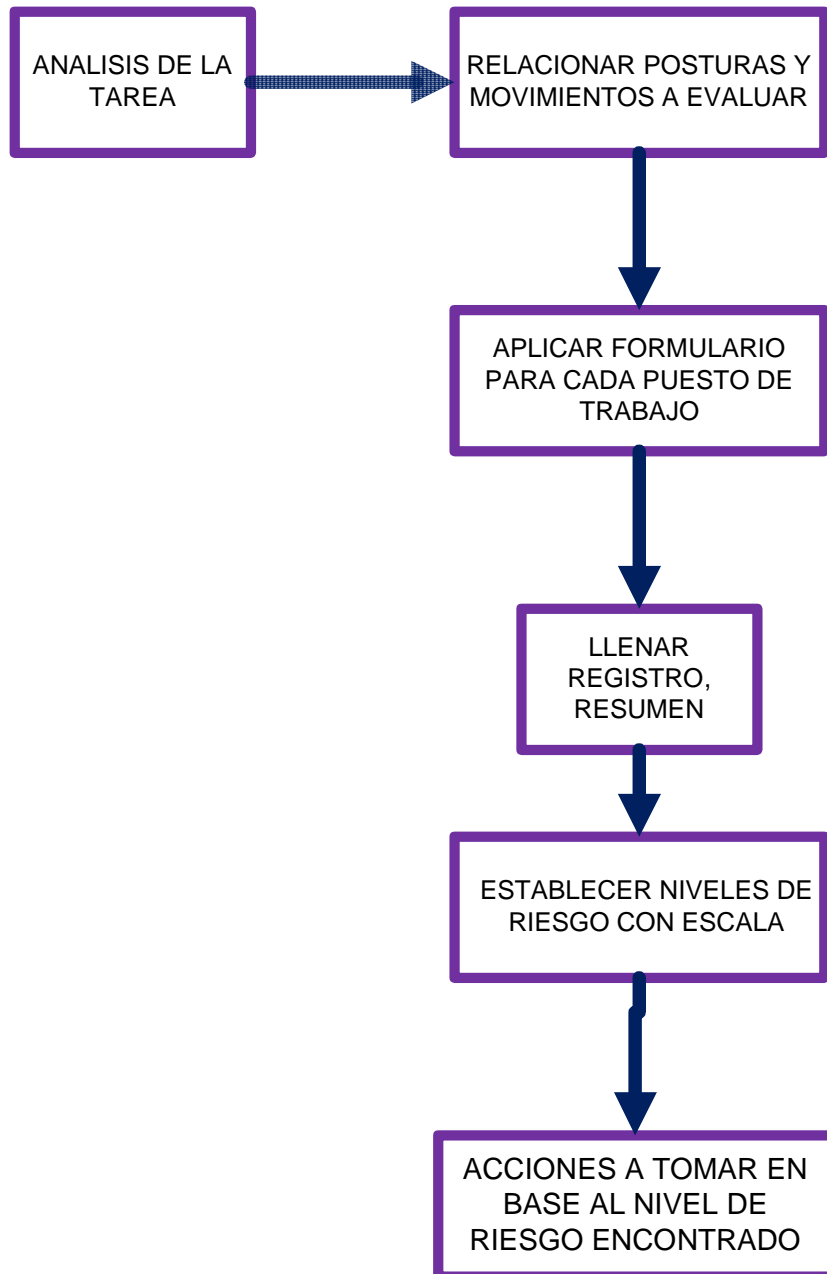 ANALISIS DE LA
TAREA
RELACIONAR POSTURAS Y
MOVIMIENTOS A EVALUAR
APLICAR FORMULARIO
PARA CADA PUESTO DE
TRABAJO
LLENAR
REGISTRO,
RESUMEN
ESTABLECER NIVELES DE
RIESGO CON ESCALA
ACCIONES A TOMAR EN
BASE AL NIVEL DE
RIESGO ENCONTRADO